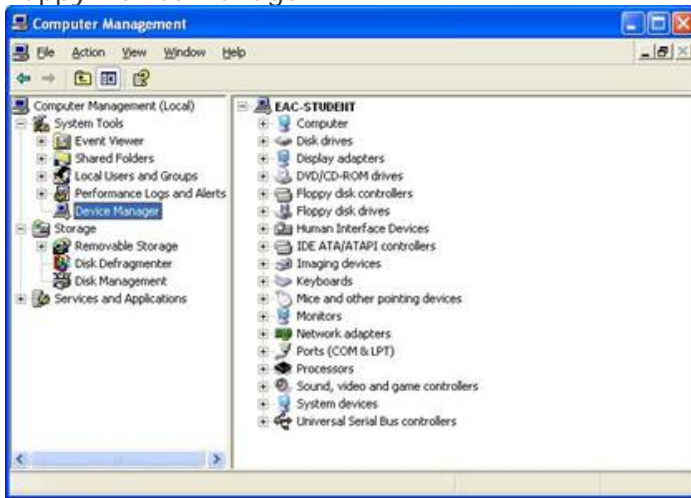 Computer Management
File Action View Window Help
Computer Management (Local)
System Tools
Event Viewer
Shared Folders
Local Users and Groups
Performance Logs and Alerts
Device Manager
Storage
Removable Storage
Disk Defragmenter
Disk Management
Services and Applications
EAC-STUDENT
Computer
Disk drives
Display adapters
DVD/CD-ROM drives
Floppy disk controllers
Floppy disk drives
Human Interface Devices
IDE ATA/ATAPI controllers
Imaging devices
Keyboards
Mice and other pointing devices
Monitors
Network adapters
Ports (COM & LPT)
Processors
Sound, video and game controllers
System devices
Universal Serial Bus controllers